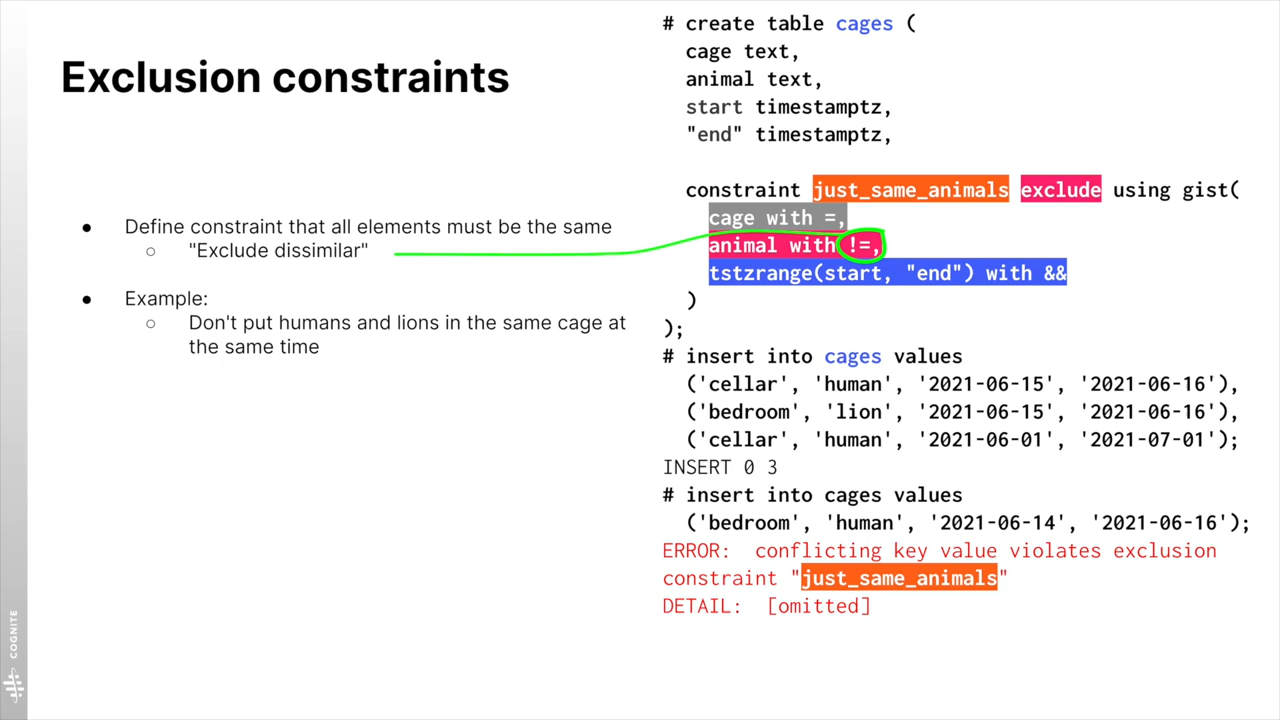 Exclusion constraints
● Define constraint that all elements must be the same
○ "Exclude dissimilar"
● Example:
○ Don't put humans and lions in the same cage at
the same time
# create table cages (
cage text,
animal text,
start timestamptz,
"end" timestamptz,
constraint just_same_animals exclude using gist(
cage with =,
animal with !=,
tstzrange(start, "end") with &&
)
);
# insert into cages values
('cellar', 'human', '2021-06-15', '2021-06-16'),
('bedroom', 'lion', '2021-06-15', '2021-06-16'),
('cellar', 'human', '2021-06-01', '2021-07-01');
INSERT 0 3
# insert into cages values
('bedroom', 'human', '2021-06-14', '2021-06-16');
ERROR:  conflicting key value violates exclusion
constraint "just_same_animals"
DETAIL:  [omitted]
COGNITE